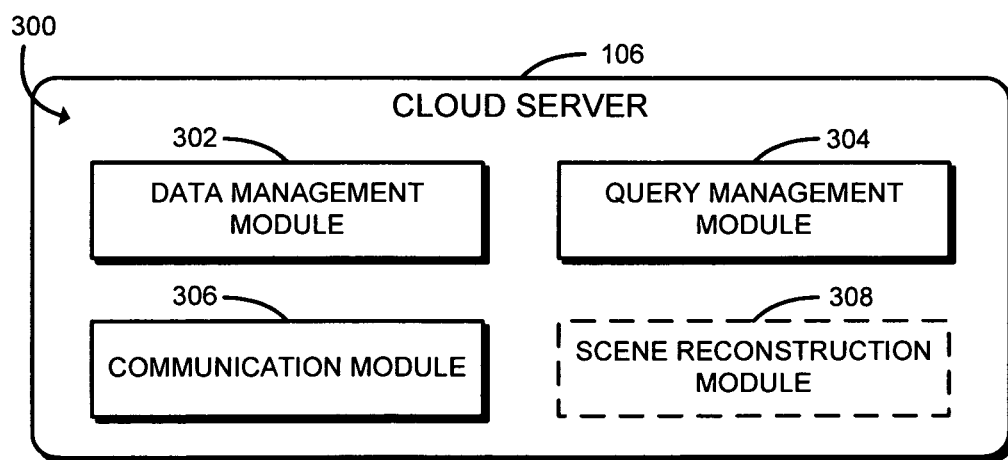 300
106
CLOUD SERVER
302
304
DATA MANAGEMENT
MODULE
QUERY MANAGEMENT
MODULE
306
308
COMMUNICATION MODULE
SCENE RECONSTRUCTION
MODULE